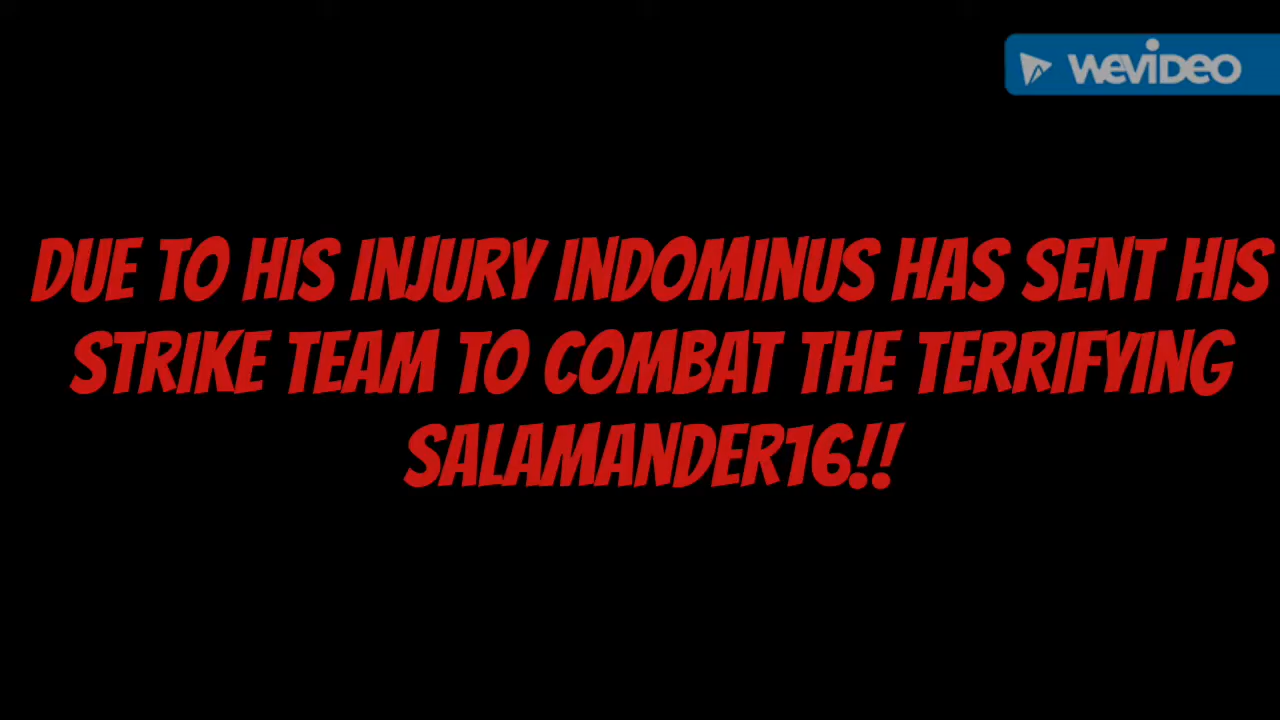 WEVIDEO
DUE TO HIS INJURY INDOMINUS HAS SENT HIS
STRIKE TEAM TO COMBAT THE TERRIFYING
SALAMANDER16!!